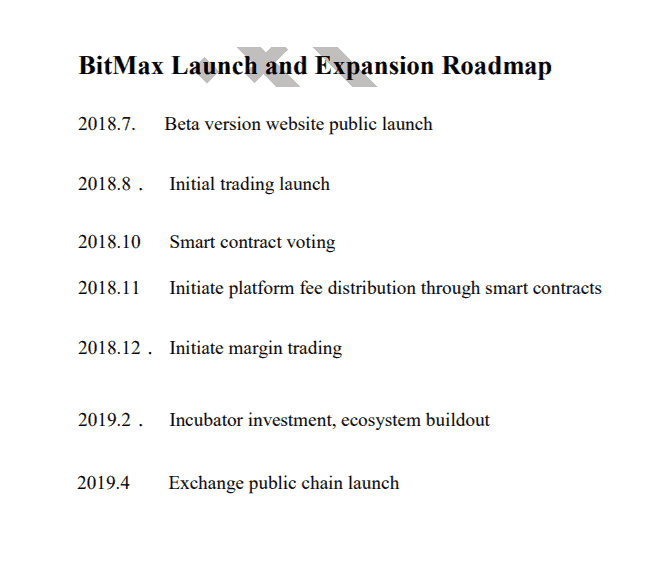 BitMax Launch and Expansion Roadmap
2018.7. Beta version website public launch
2018.8 . Initial trading launch
2018.10 Smart contract voting
2018.11 Initiate platform fee distribution through smart contracts
2018.12 . Initiate margin trading
2019.2 . Incubator investment, ecosystem buildout
2019.4 Exchange public chain launch